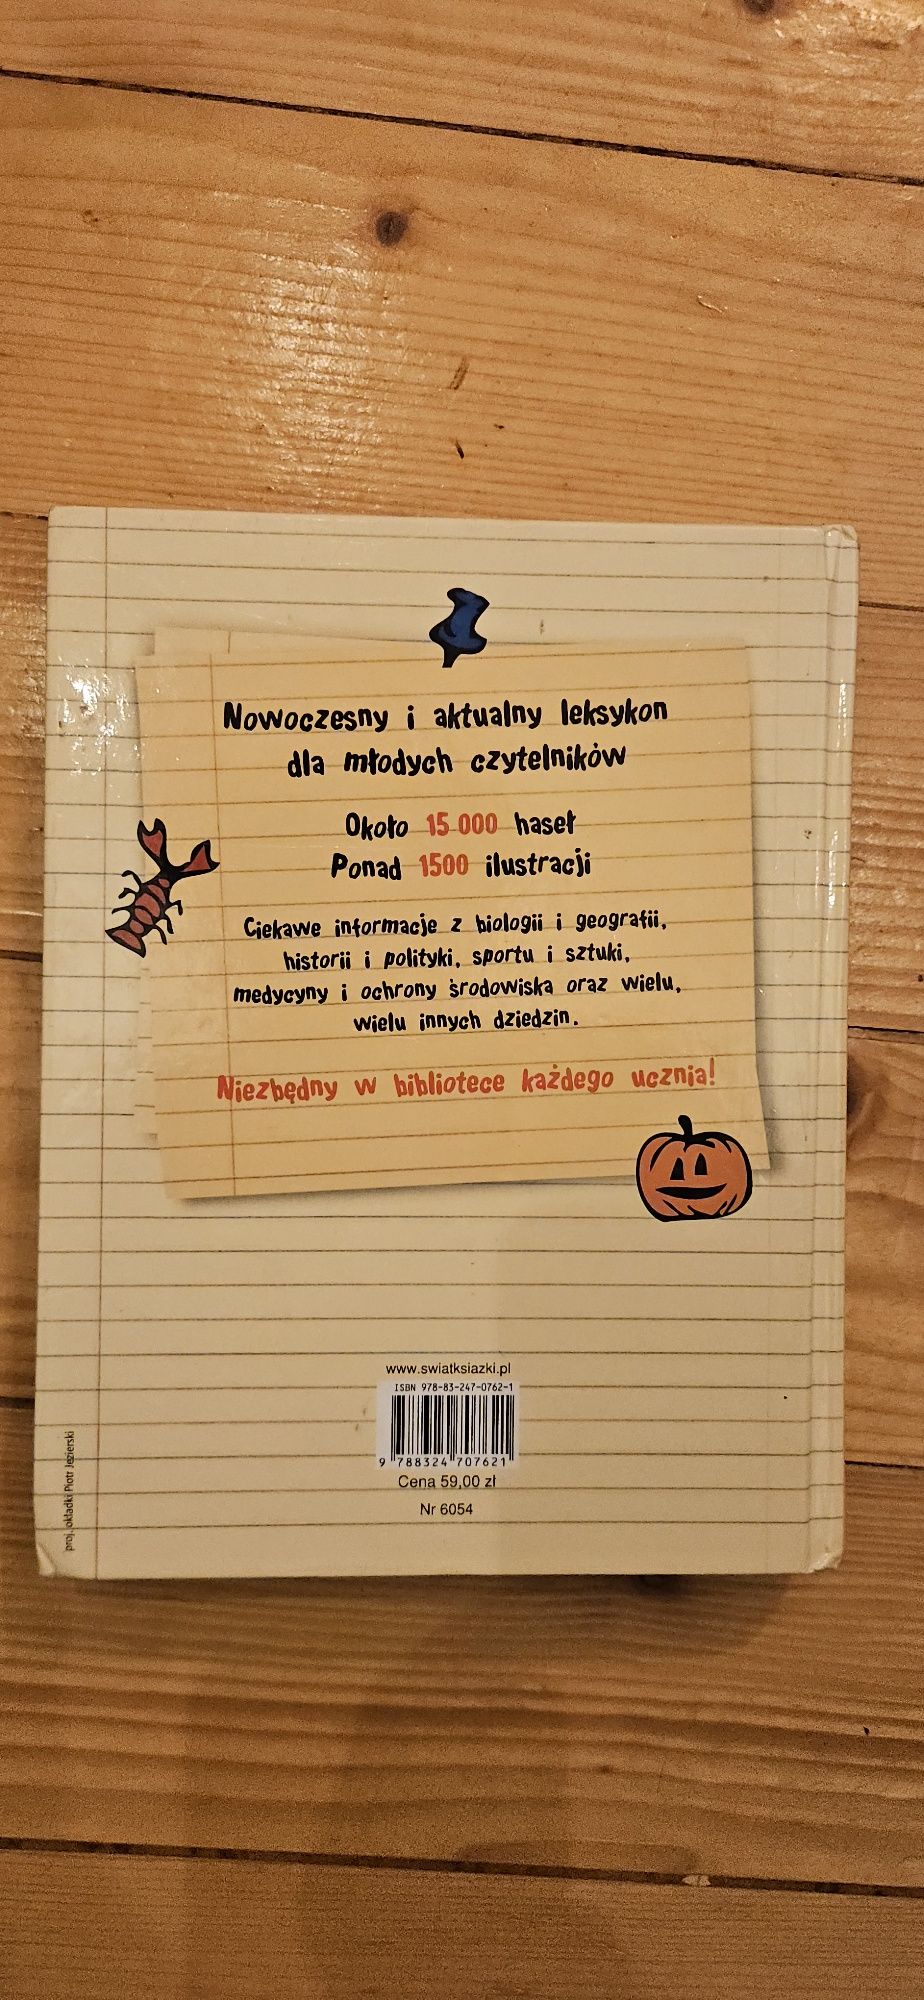 Nowoczesny i aktualny leksykon
dla młodych czytelników
Około 15 000 haseł
Ponad 1500 ilustracji
Ciekawe informacje z biologii i geografii,
historii i polityki, sportu i sztuki,
medycyny i ochrony środowiska oraz wielu,
wielu innych dziedzin.
Niezbędny w bibliotece każdego ucznia!
www.swiatksiazki.pl
ISBN 978-83-247-0762-1
9 788324 707621
Cena 59,00 zł
Nr 6054
proj. okładki Piotr Jezierski